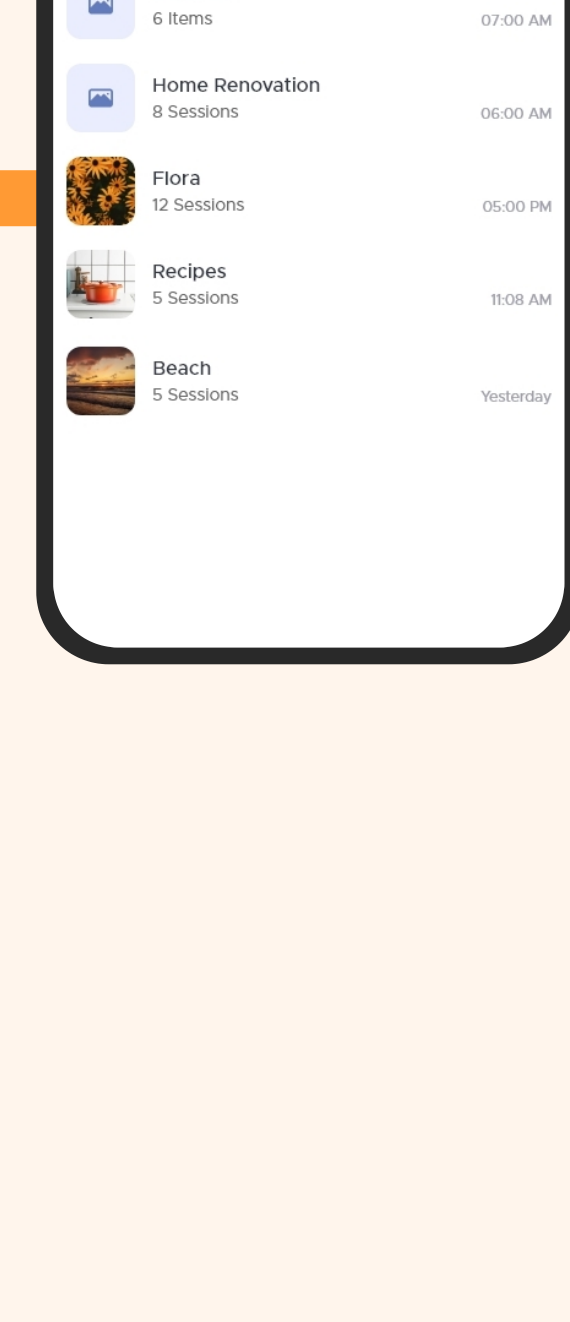 6 Items
07:00 AM
Home Renovation
8 Sessions
06:00 AM
Flora
12 Sessions
05:00 PM
Recipes
5 Sessions
11:08 AM
Beach
5 Sessions
Yesterday